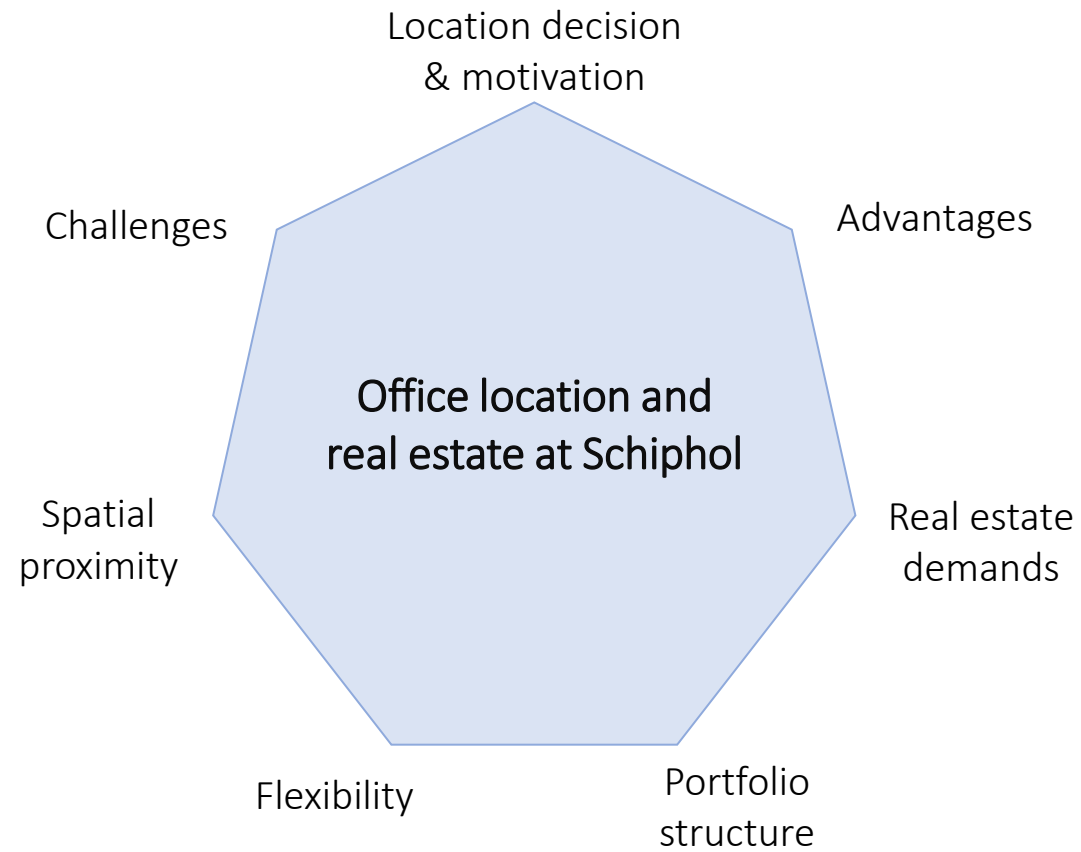 Location decision
& motivation
Challenges
Advantages
Office location and
real estate at Schiphol
Spatial
proximity
Real estate
demands
Flexibility
Portfolio
structure